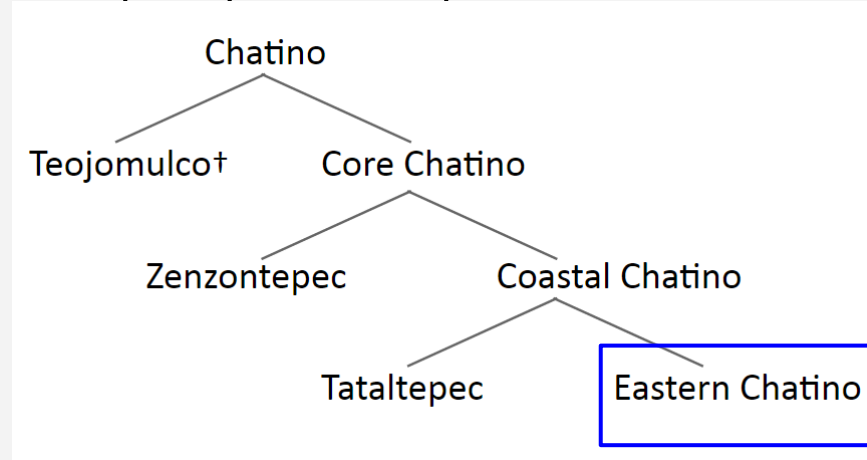 Chatino
Teojomulco† Core Chatino
Zenzontepec Coastal Chatino
Tataltepec Eastern Chatino